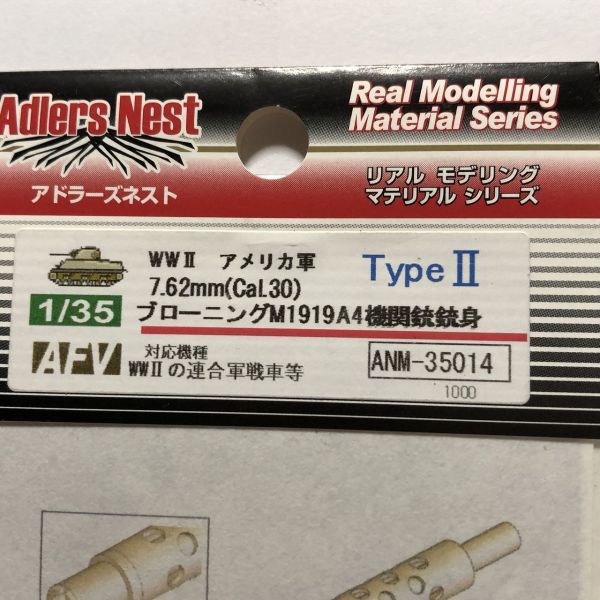 Adlers Nest
アドラーズネスト
Real Modelling
Material Series
リアル モデリング
マテリアル シリーズ
WWⅡ アメリカ軍
7.62mm(Cal.30)
Type Ⅱ
1/35
ブローニングM1919A4機関銃銃身
AFV
対応機種
WWⅡの連合軍戦車等
ANM-35014
1000